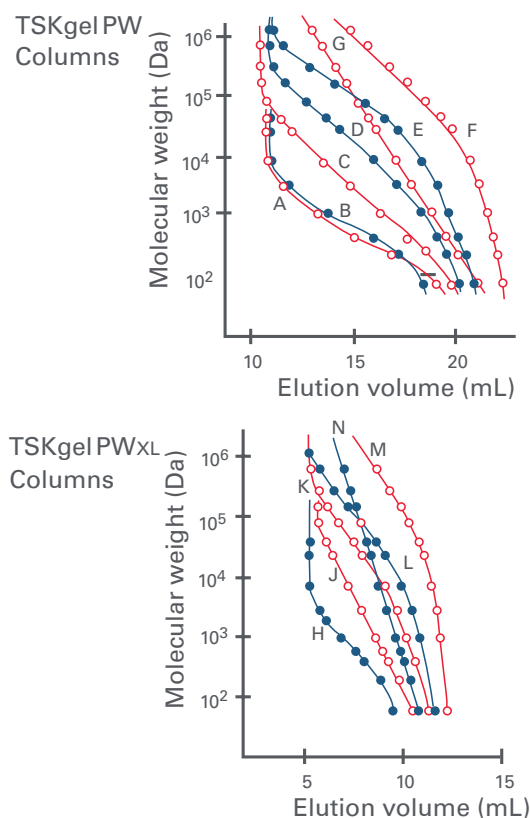 TSKgel PW
Columns
Molecular weight (Da)
10⁶
10⁵
10⁴
10³
10²
G
D
E
F
C
A
B
10
15
20
Elution volume (mL)
TSKgel PWXL
Columns
Molecular weight (Da)
10⁶
10⁵
10⁴
10³
10²
N
M
K
L
J
H
5
10
15
Elution volume (mL)